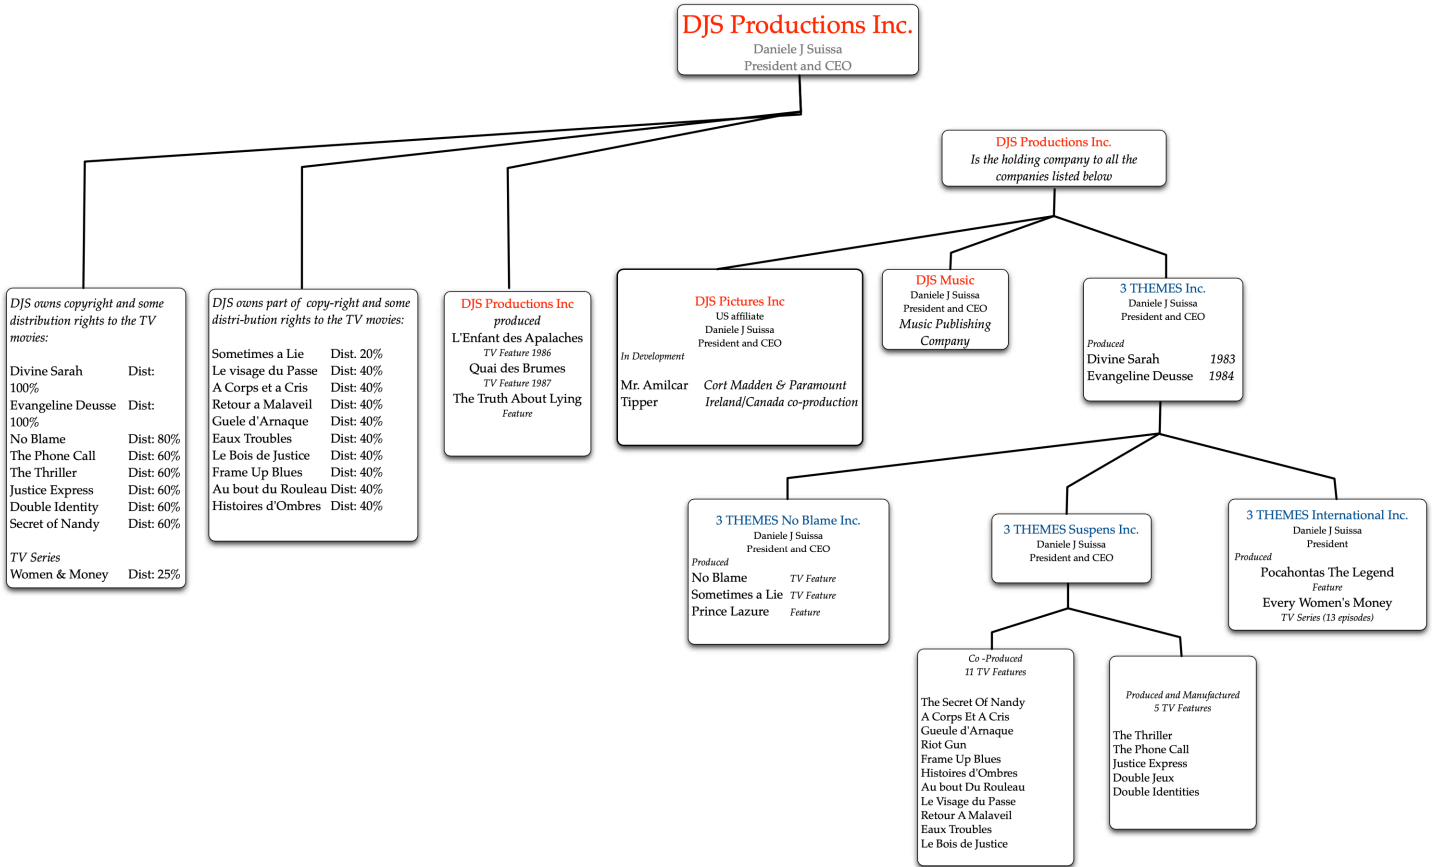 DJS Productions Inc.
Daniele J Suissa
President and CEO
DJS Productions Inc.
Is the holding company to all the
companies listed below
DJS owns copyright and some
distribution rights to the TV
movies:
Divine Sarah Dist:
100%
Evangeline Deusse Dist:
100%
No Blame Dist: 80%
The Phone Call Dist: 60%
The Thriller Dist: 60%
Justice Express Dist: 60%
Double Identity Dist: 60%
Secret of Nandy Dist: 60%
TV Series
Women & Money Dist: 25%
DJS owns part of copy-right and some
distri-bution rights to the TV movies:
Sometimes a Lie Dist. 20%
Le visage du Passe Dist: 40%
A Corps et a Cris Dist: 40%
Retour a Malaveil Dist: 40%
Guele d'Arnaque Dist: 40%
Eaux Troubles Dist: 40%
Le Bois de Justice Dist: 40%
Frame Up Blues Dist: 40%
Au bout du Rouleau Dist: 40%
Histoires d'Ombres Dist: 40%
DJS Productions Inc
produced
L'Enfant des Apalaches
TV Feature 1986
Quai des Brumes
TV Feature 1987
The Truth About Lying
Feature
DJS Pictures Inc
US affiliate
Daniele J Suissa
President and CEO
In Development
Mr. Amilcar Cort Madden & Paramount
Tipper Ireland/Canada co-production
DJS Music
Daniele J Suissa
President and CEO
Music Publishing
Company
3 THEMES Inc.
Daniele J Suissa
President and CEO
Produced
Divine Sarah 1983
Evangeline Deusse 1984
3 THEMES No Blame Inc.
Daniele J Suissa
President and CEO
Produced
No Blame TV Feature
Sometimes a Lie TV Feature
Prince Lazure Feature
3 THEMES Suspens Inc.
Daniele J Suissa
President and CEO
3 THEMES International Inc.
Daniele J Suissa
President
Produced
Pocahontas The Legend
Feature
Every Women's Money
TV Series (13 episodes)
Co -Produced
11 TV Features
The Secret Of Nandy
A Corps Et A Cris
Gueule d'Arnaque
Riot Gun
Frame Up Blues
Histoires d'Ombres
Au bout Du Rouleau
Le Visage du Passe
Retour A Malaveil
Eaux Troubles
Le Bois de Justice
Produced and Manufactured
5 TV Features
The Thriller
The Phone Call
Justice Express
Double Jeux
Double Identities